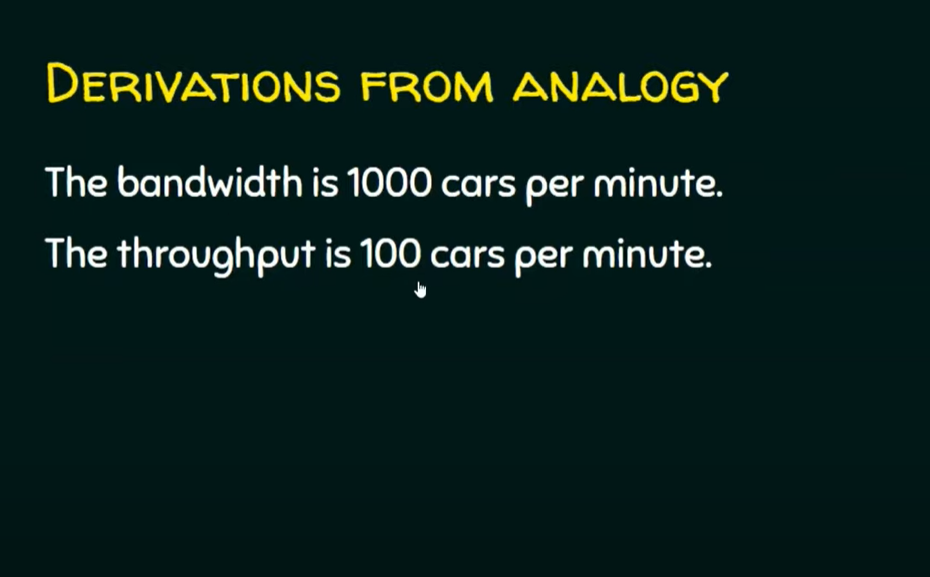 DERIVATIONS FROM ANALOGY
The bandwidth is 1000 cars per minute.
The throughput is 100 cars per minute.